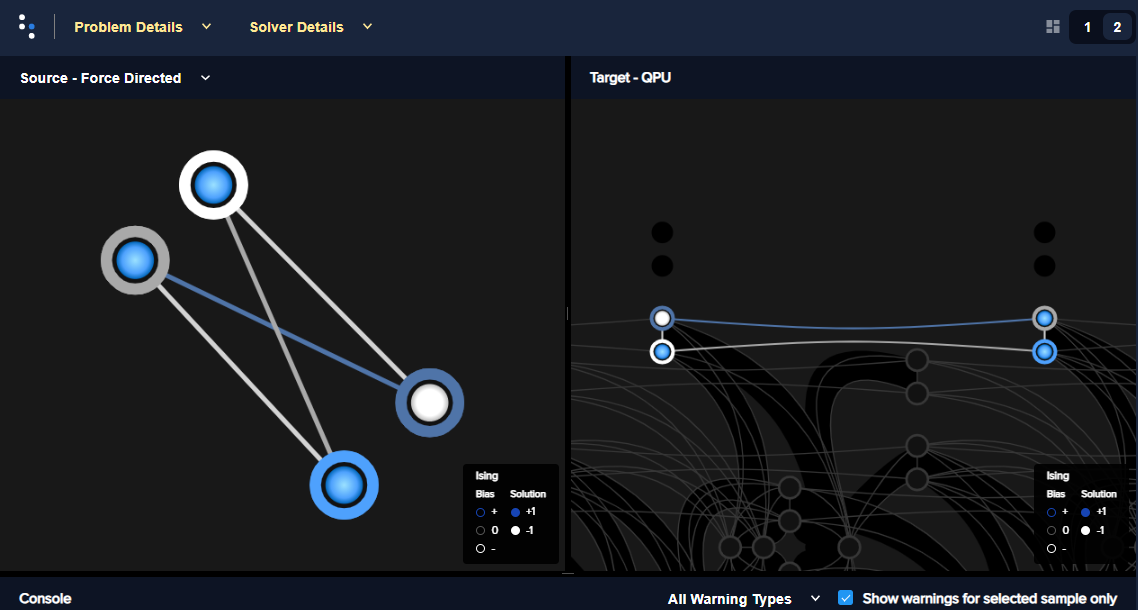 Problem Details
Solver Details
1 2
Source - Force Directed
Target - QPU
Ising
Bias Solution
+ +1
0 -1
-
Ising
Bias Solution
+ +1
0 -1
-
Console
All Warning Types
Show warnings for selected sample only